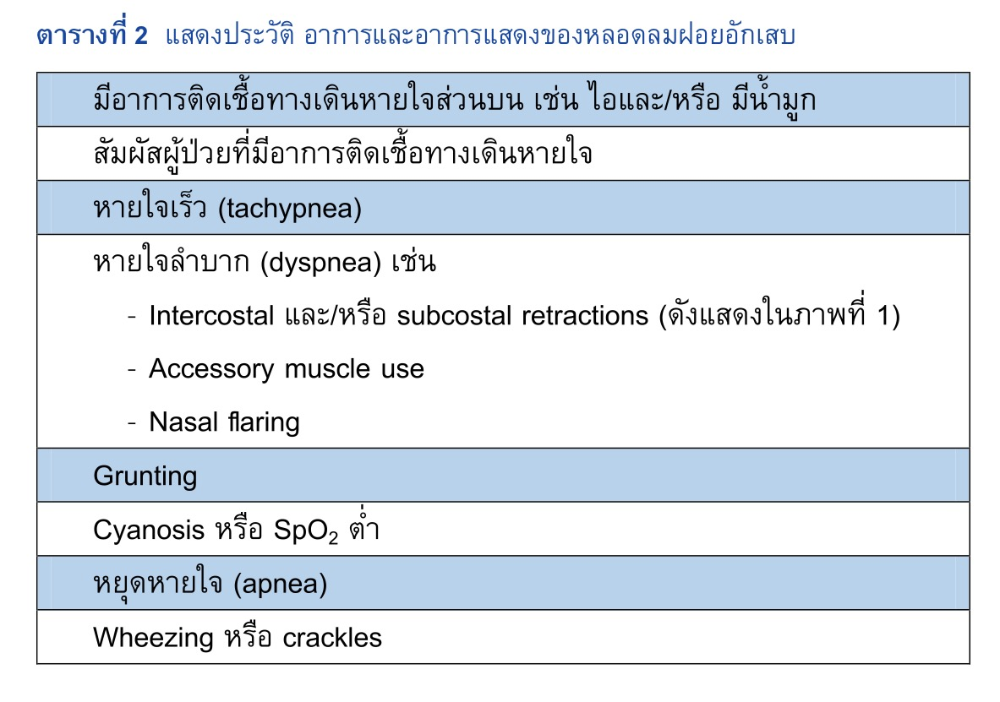 ตารางที่ 2 แสดงประวัติ อาการและอาการแสดงของหลอดลมฝอยอักเสบ
มีอาการติดเชื้อทางเดินหายใจส่วนบน เช่น ไอและ/หรือ มีน้ำมูก
สัมผัสผู้ป่วยที่มีอาการติดเชื้อทางเดินหายใจ
หายใจเร็ว (tachypnea)
หายใจลำบาก (dyspnea) เช่น
- Intercostal และ/หรือ subcostal retractions (ดังแสดงในภาพที่ 1)
- Accessory muscle use
- Nasal flaring
Grunting
Cyanosis หรือ SpO₂ ต่ำ
หยุดหายใจ (apnea)
Wheezing หรือ crackles